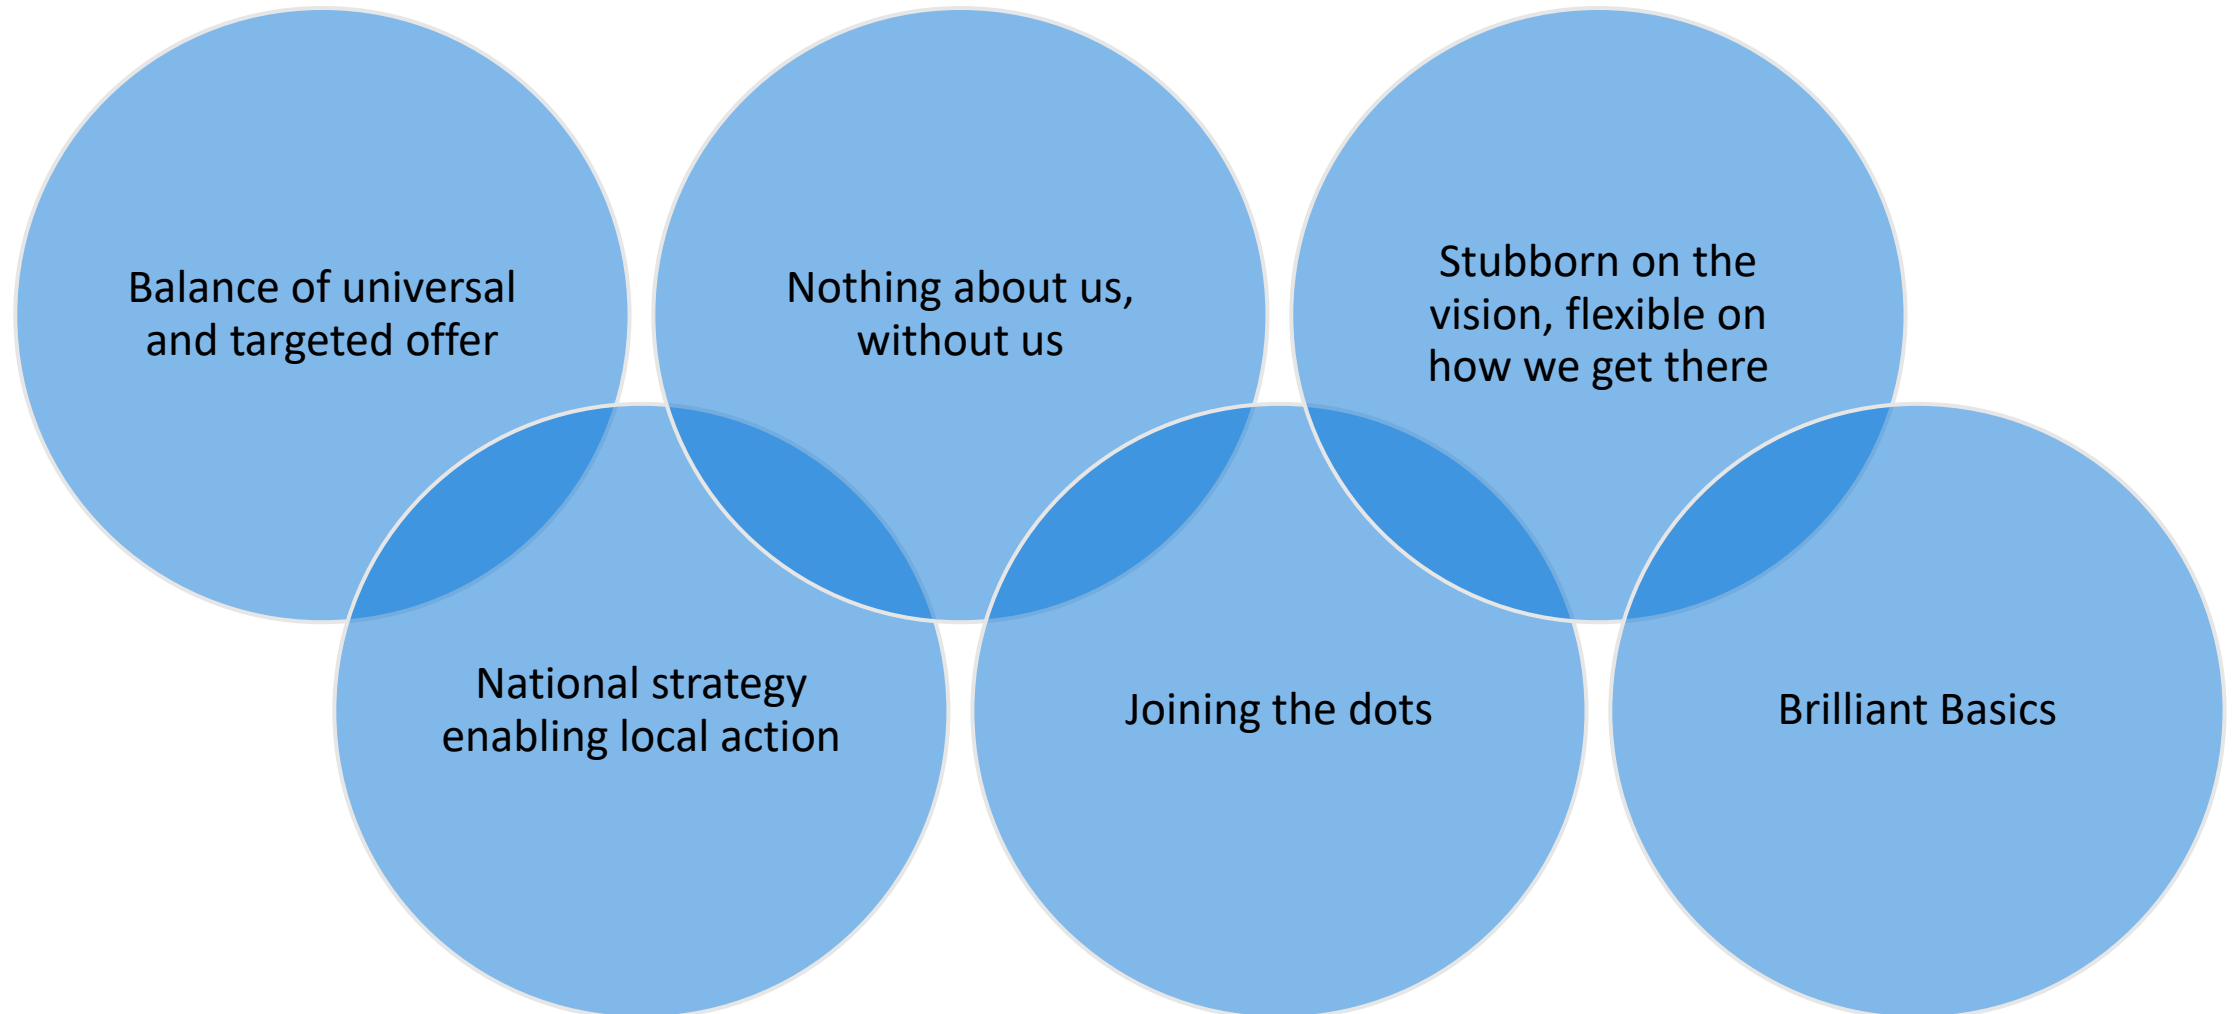 Balance of universal
and targeted offer
Nothing about us,
without us
Stubborn on the
vision, flexible on
how we get there
National strategy
enabling local action
Joining the dots
Brilliant Basics